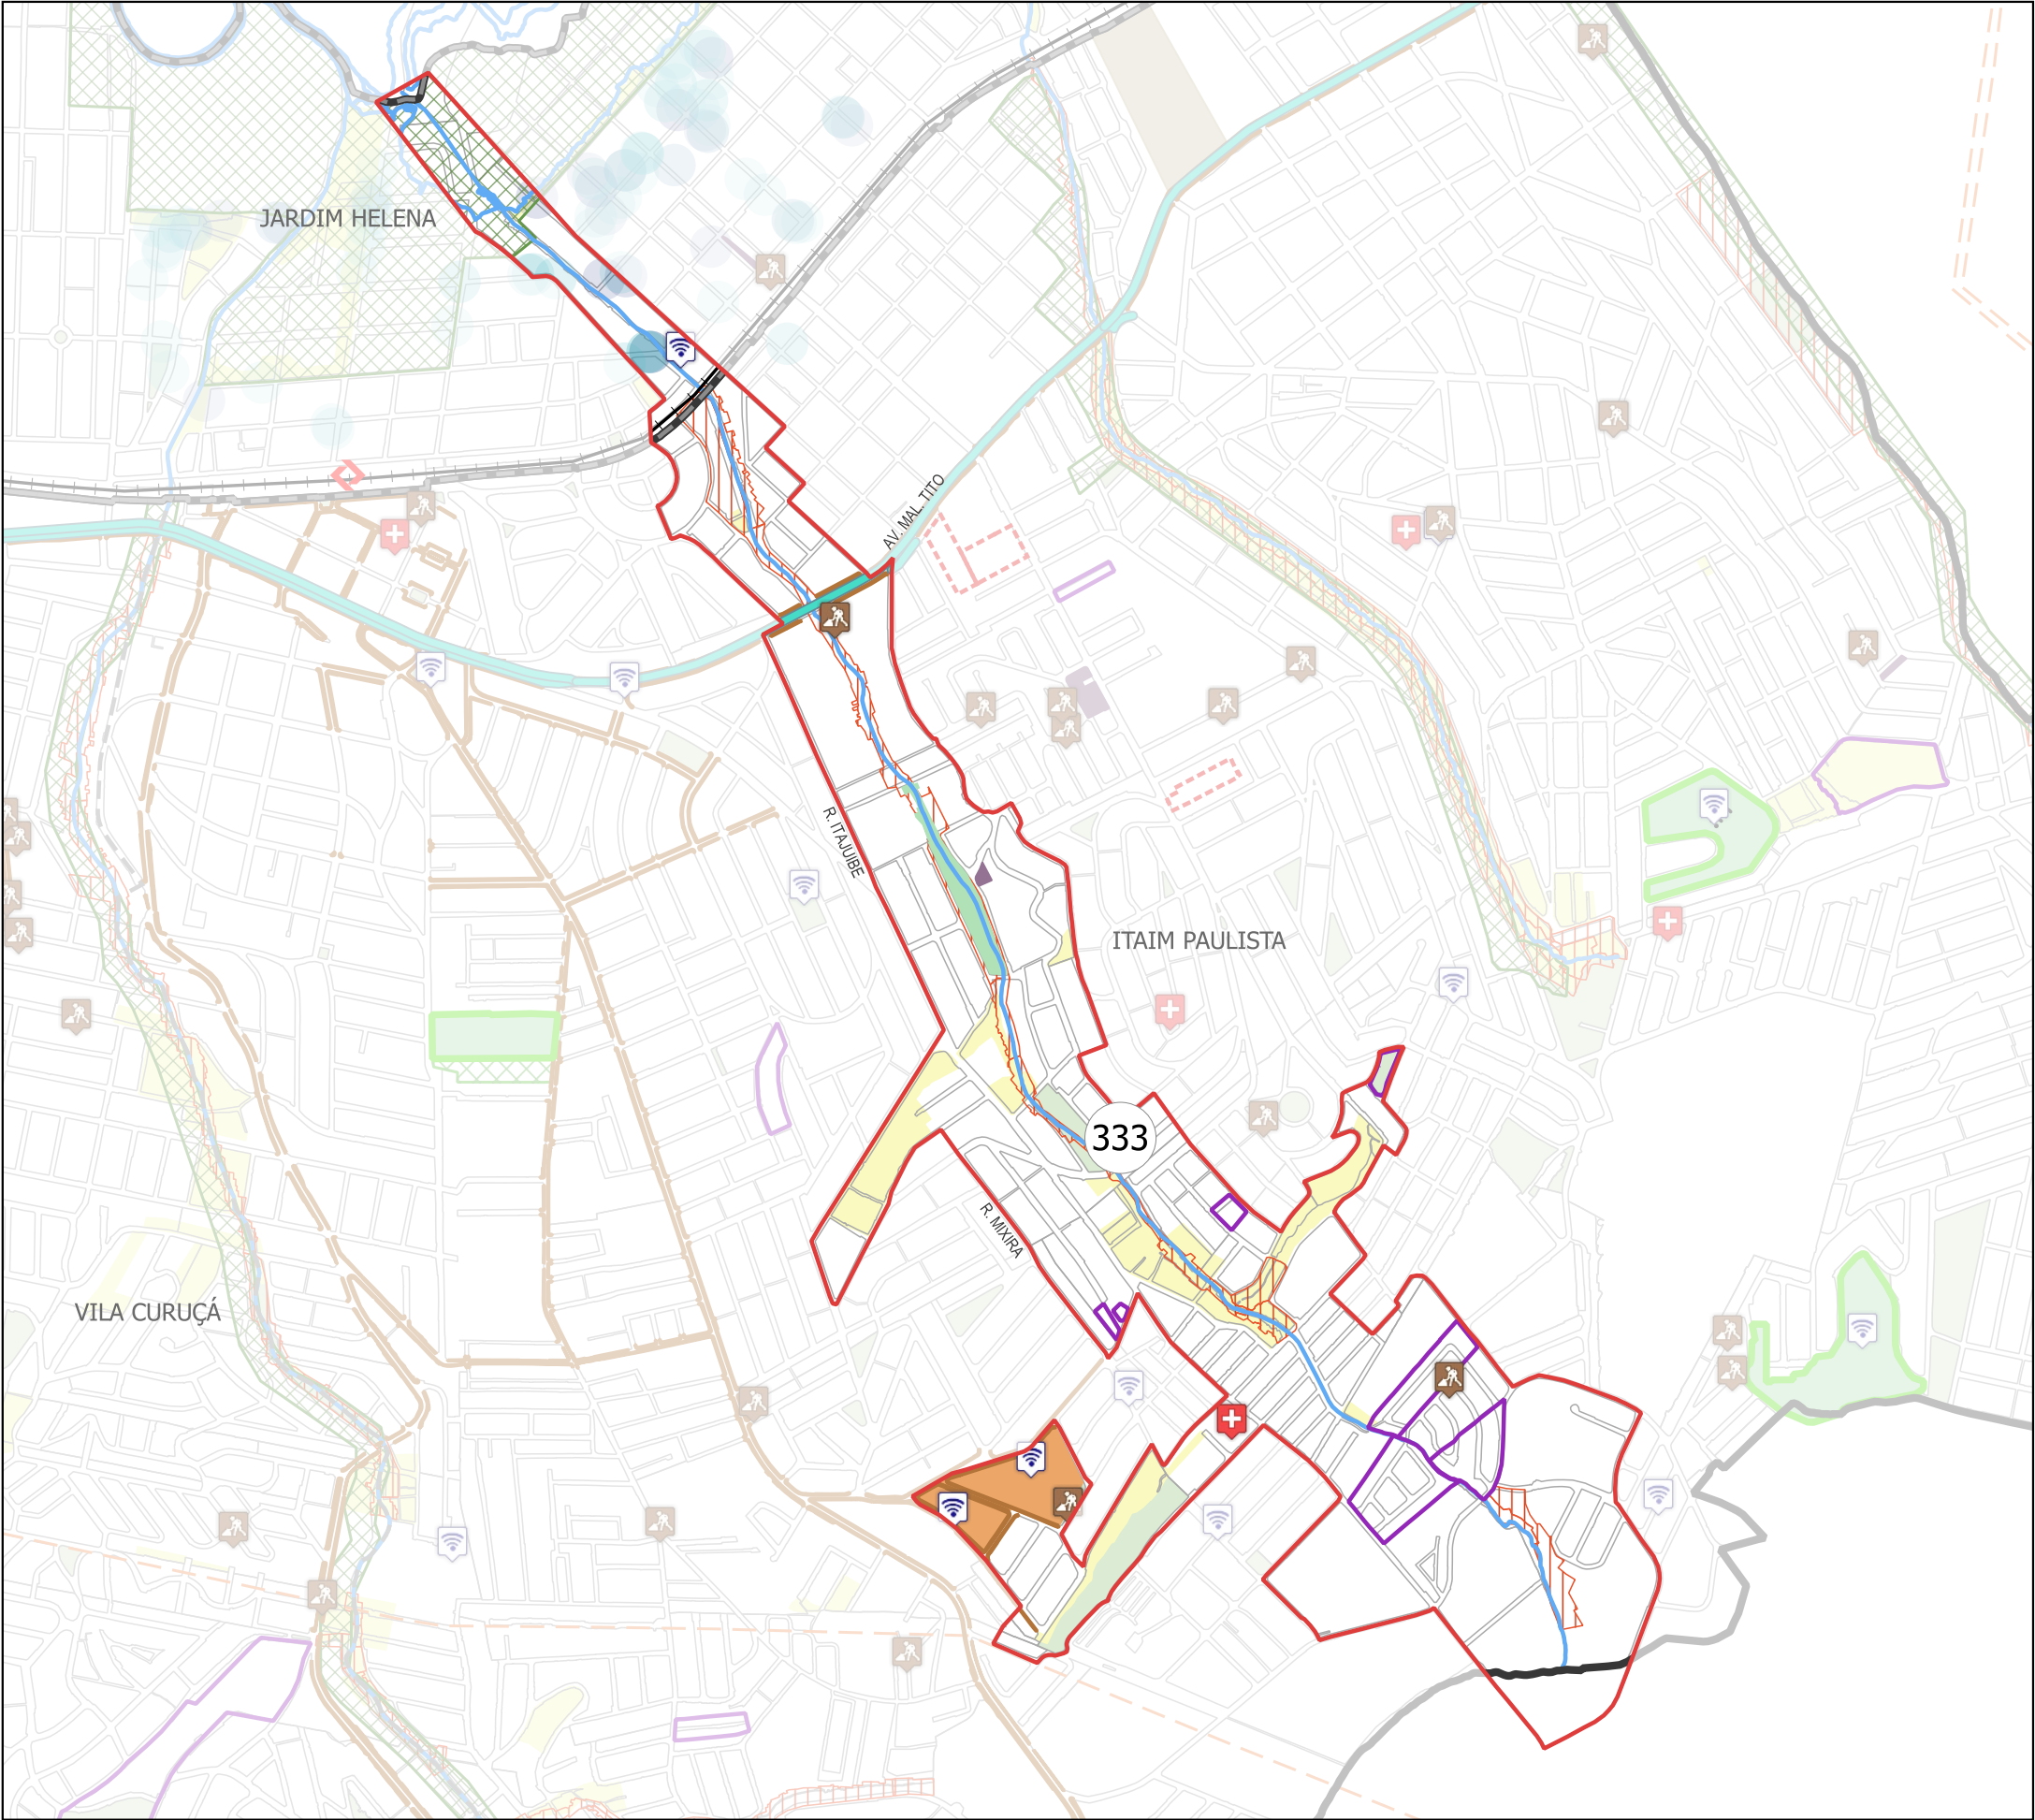 JARDIM HELENA
AV. MAL. TITO
R. ITAJUIBE
ITAIM PAULISTA
333
R. MIXIRA
VILA CURUÇÁ